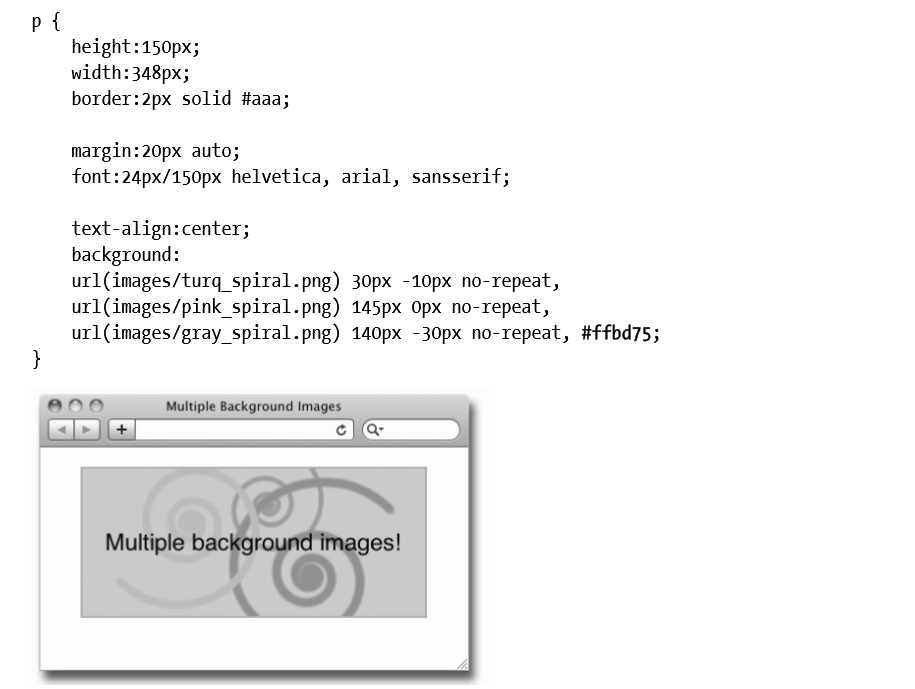 p {
height:150px;
width:348px;
border:2px solid #aaa;
margin:20px auto;
font:24px/150px helvetica, arial, sansserif;
text-align:center;
background:
url(images/turq_spiral.png) 30px -10px no-repeat,
url(images/pink_spiral.png) 145px 0px no-repeat,
url(images/gray_spiral.png) 140px -30px no-repeat, #ffbd75;
}
Multiple Background Images
Multiple background images!